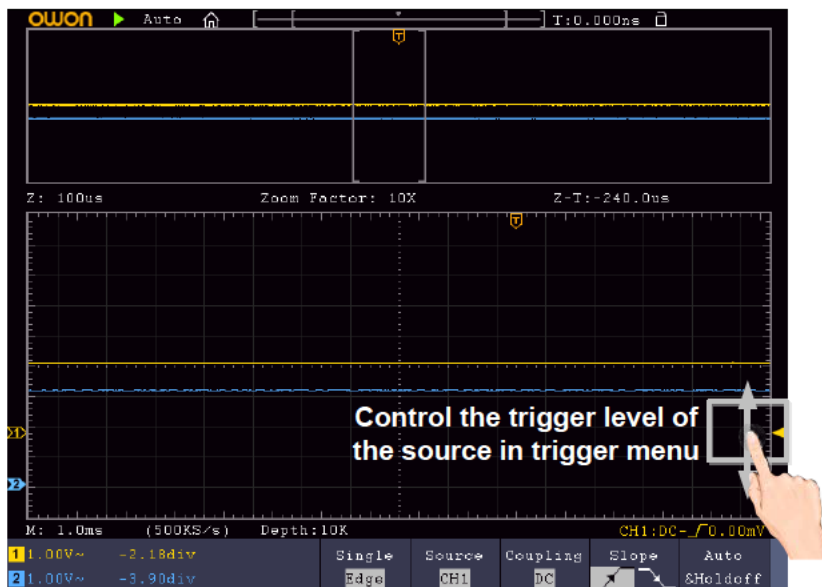 OWON Auto T:0.000ns
T
Z: 100us Zoom Factor: 10X Z-T:-240.0us
T
Control the trigger level of
the source in trigger menu
1
2
M: 1.0ms (500KS/s) Depth:10K CH1:DC-0.00mV
1 1.00V~ -2.18div Single Source Coupling Slope Auto
2 1.00V~ -3.90div Edge CH1 DC &Holdoff